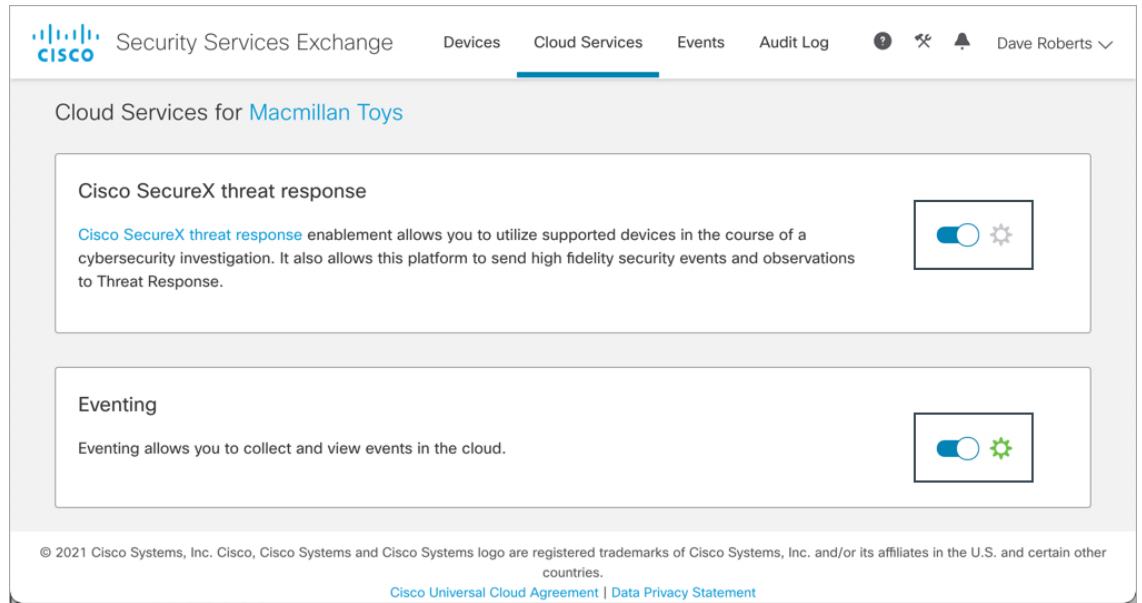 CISCO
Security Services Exchange
Devices
Cloud Services
Events
Audit Log
?
Dave Roberts
Cloud Services for Macmillan Toys
Cisco SecureX threat response
Cisco SecureX threat response enablement allows you to utilize supported devices in the course of a
cybersecurity investigation. It also allows this platform to send high fidelity security events and observations
to Threat Response.
Eventing
Eventing allows you to collect and view events in the cloud.
© 2021 Cisco Systems, Inc. Cisco, Cisco Systems and Cisco Systems logo are registered trademarks of Cisco Systems, Inc. and/or its affiliates in the U.S. and certain other
countries.
Cisco Universal Cloud Agreement | Data Privacy Statement